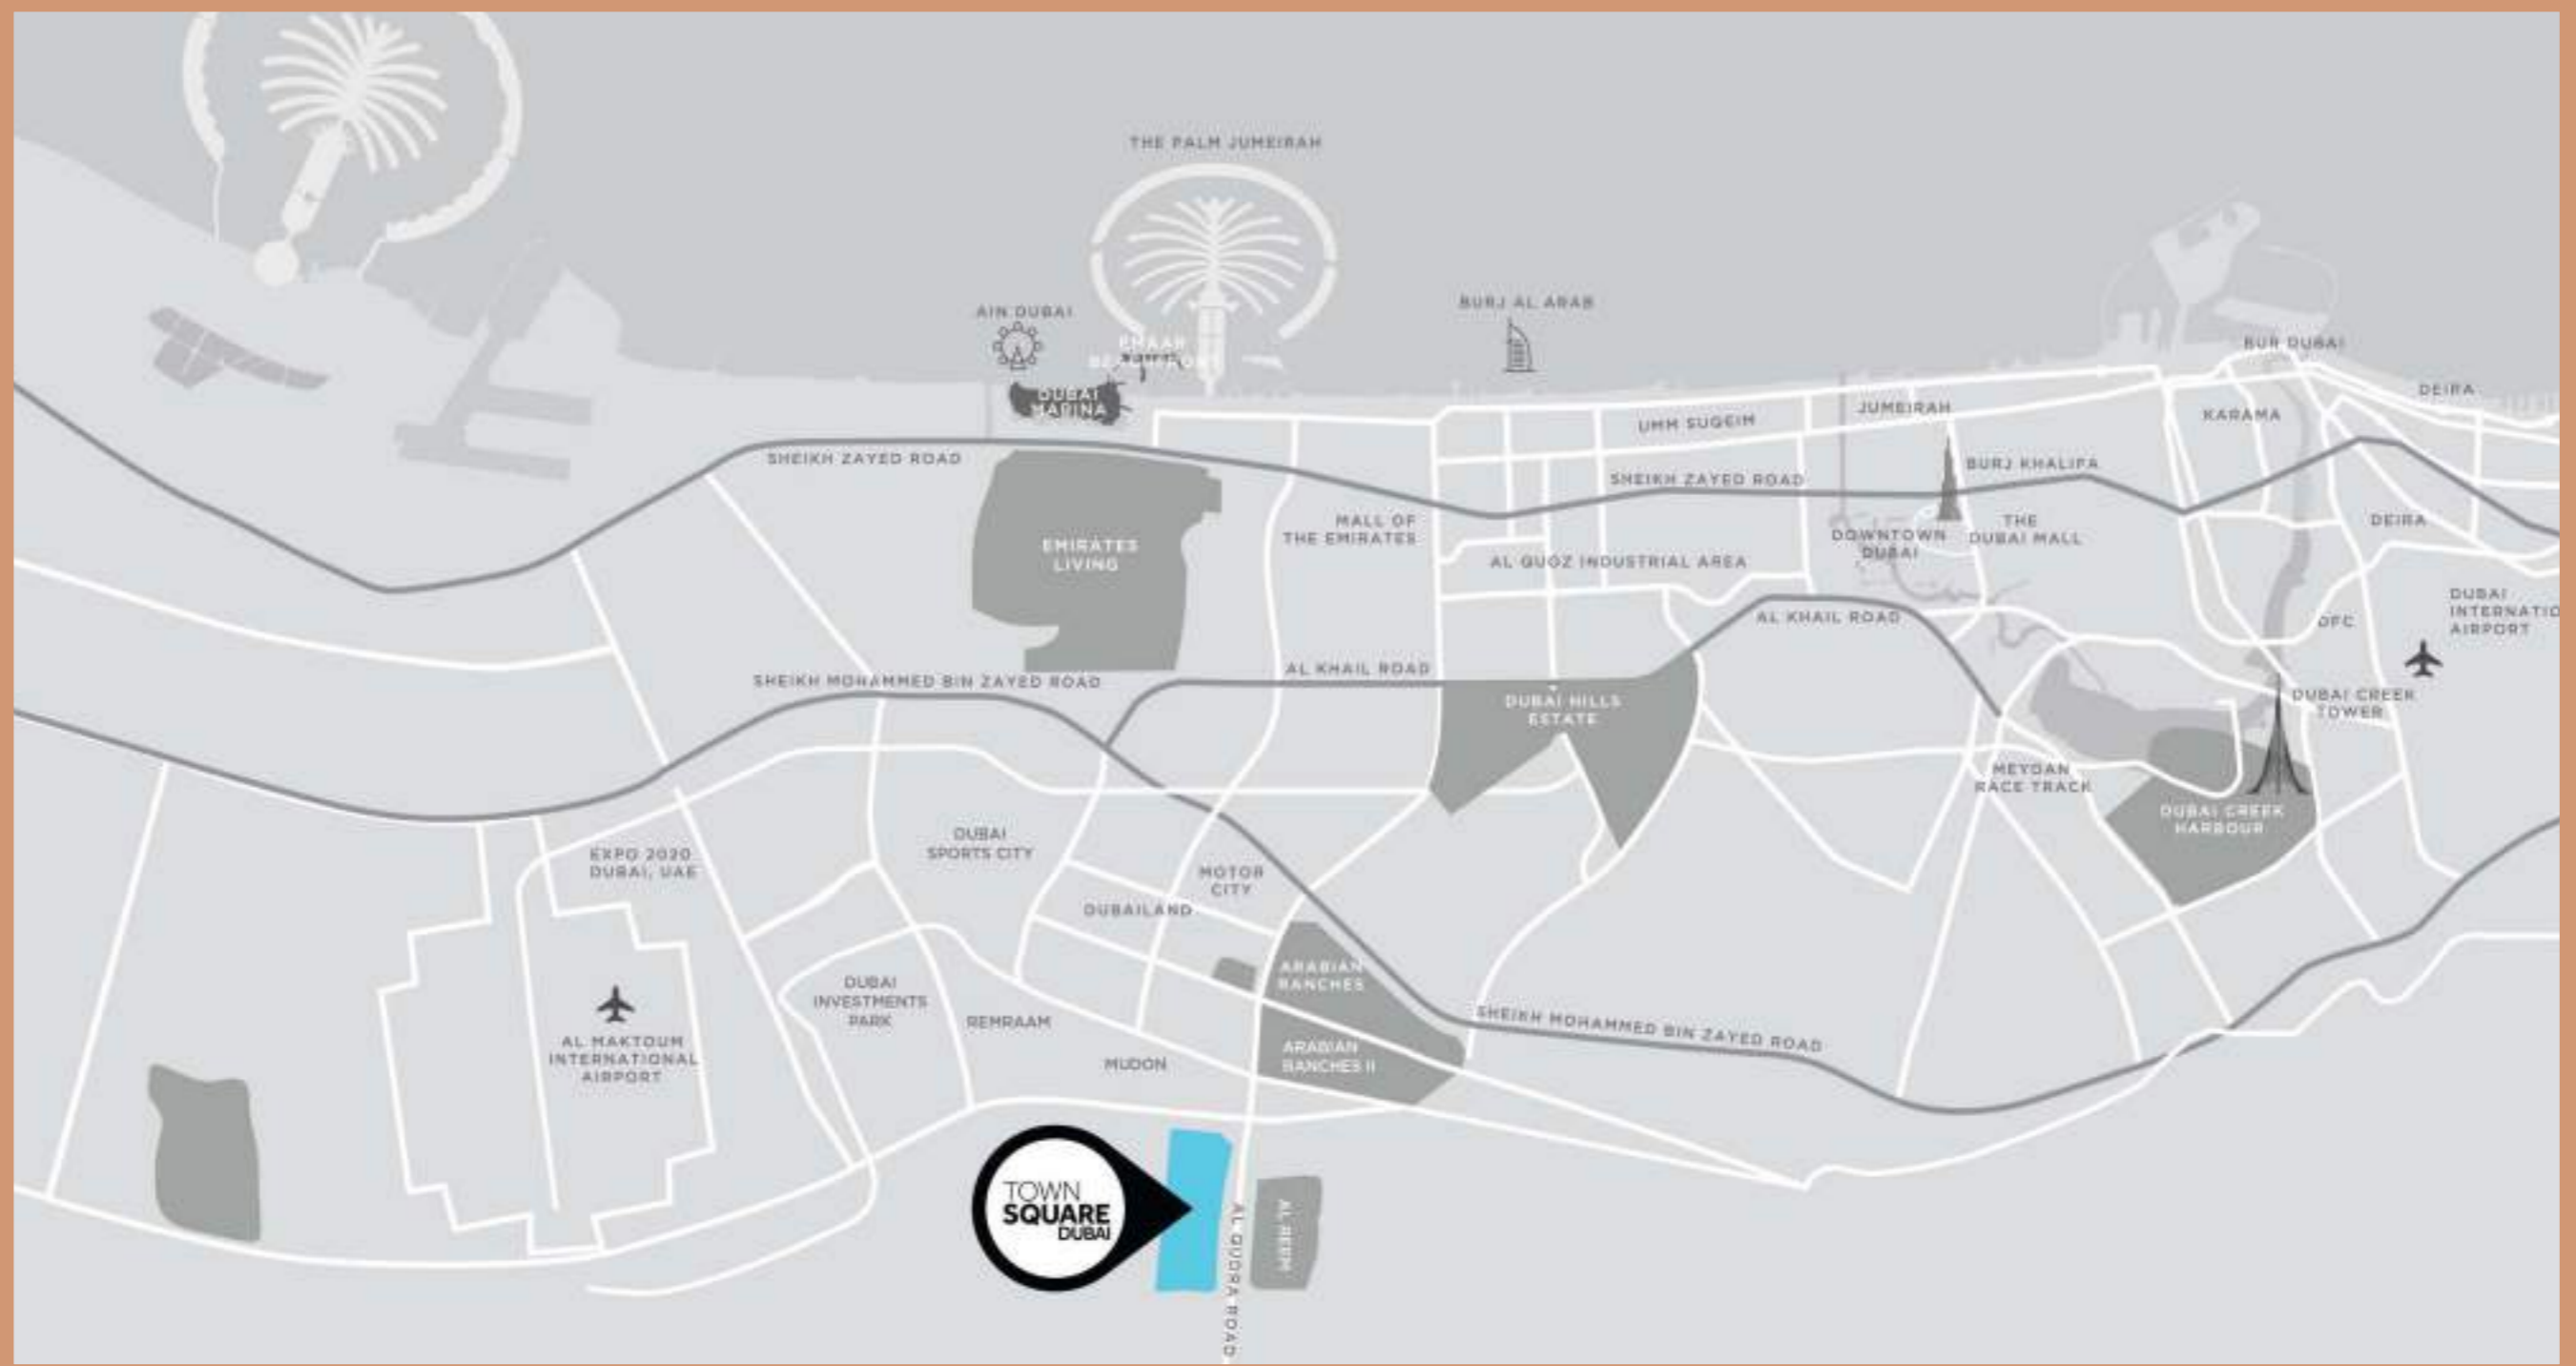 THE PALM JUMEIRAH
AIN DUBAI
BURJ AL ARAB
EMAAR
DUBAI
MARINA
BUR DUBAI
DEIRA
JUMEIRAH
KARAMA
UMM SUQEIM
SHEIKH ZAYED ROAD
BURJ KHALIFA
SHEIKH ZAYED ROAD
MALL OF
THE EMIRATES
THE
DUBAI MALL
DEIRA
DOWNTOWN
DUBAI
EMIRATES
LIVING
AL QUOZ INDUSTRIAL AREA
DUBAI
INTERNATIO
AIRPORT
AL KHAIL ROAD
DFC
AL KHAIL ROAD
SHEIKH MOHAMMED BIN ZAYED ROAD
DUBAI HILLS
ESTATE
DUBAI CREEK
TOWER
MEYDAN
RACE TRACK
DUBAI CREEK
HARBOUR
DUBAI
SPORTS CITY
EXPO 2020
DUBAI, UAE
MOTOR
CITY
DUBAILAND
ARABIAN
RANCHES
DUBAI
INVESTMENTS
PARK
REMRAAM
SHEIKH MOHAMMED BIN ZAYED ROAD
AL MAKTOUM
INTERNATIONAL
AIRPORT
ARABIAN
RANCHES II
MUDON
TOWN
SQUARE
DUBAI
AL QUDRA ROAD
AL REEM